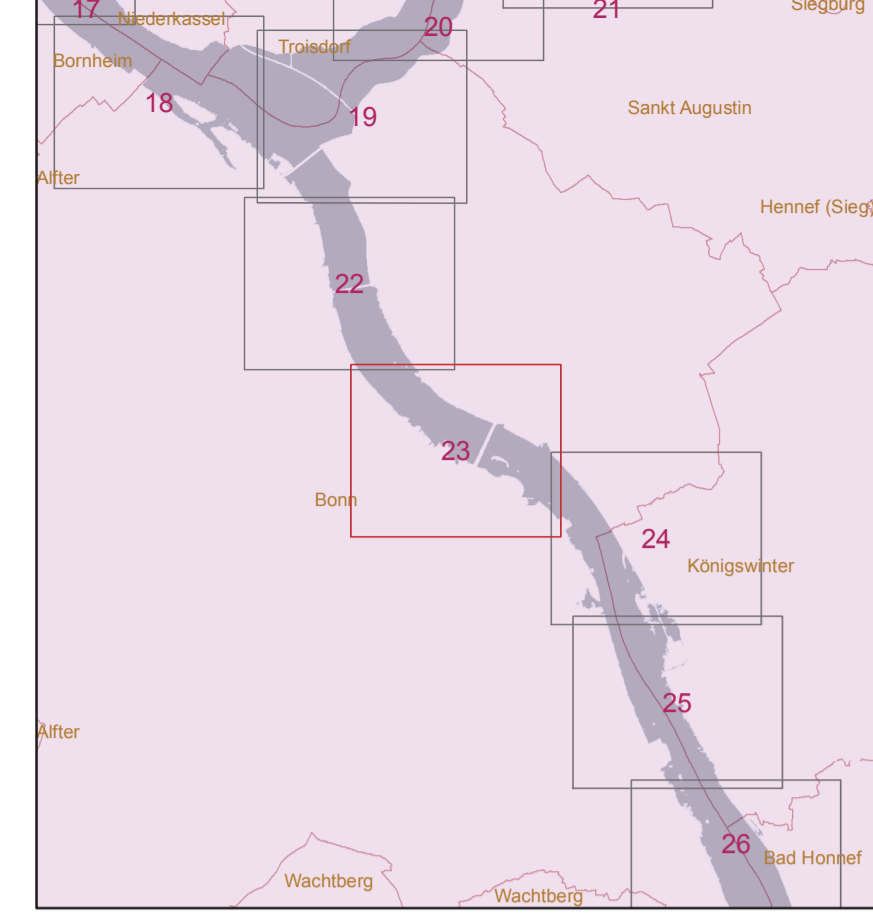 17
Niederkassel
20
21
Siegburg
Troisdorf
Bornheim
18
19
Sankt Augustin
Alfter
Hennef (Sieg)
22
23
Bonn
24
Königswinter
25
Alfter
26
Bad Honnef
Wachtberg
Wachtberg